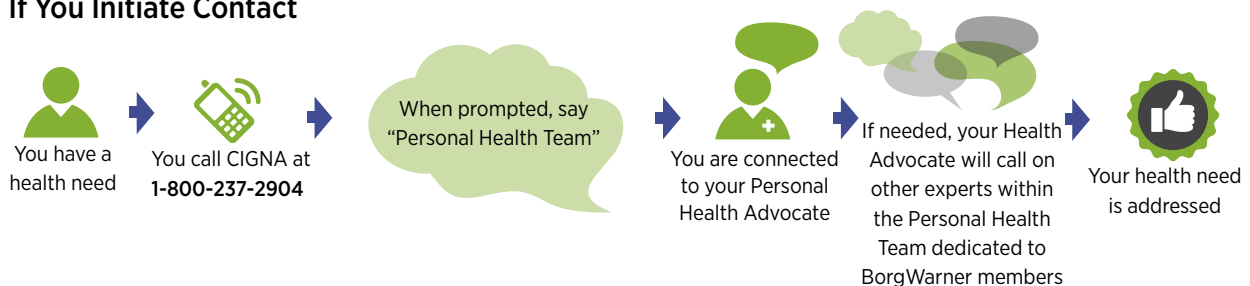 If You Initiate Contact
You have a
health need
You call CIGNA at
1-800-237-2904
When prompted, say
“Personal Health Team”
You are connected
to your Personal
Health Advocate
If needed, your Health
Advocate will call on
other experts within
the Personal Health
Team dedicated to
BorgWarner members
Your health need
is addressed